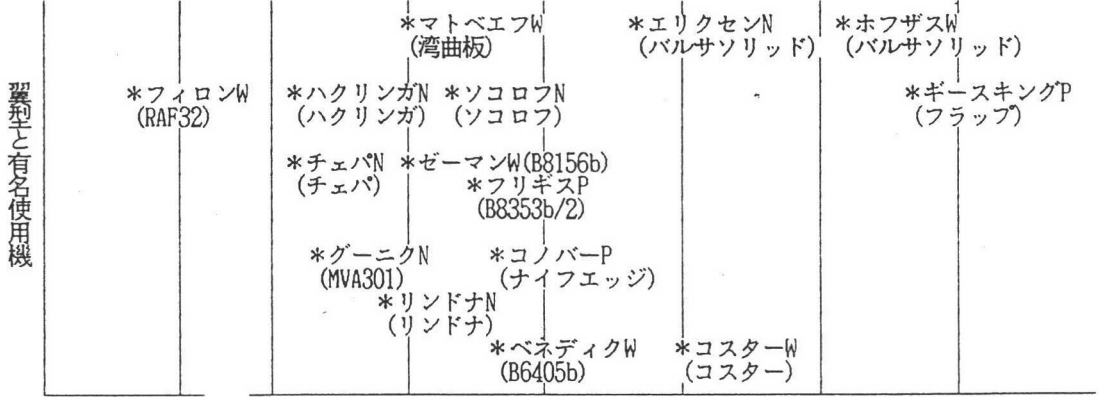 翼型と有名使用機
*マトベエフW *エリクセンN *ホフザスW
(湾曲板) (バルサソリッド) (バルサソリッド)
*フィロンW *ハクリンガN *ソコロフN *ギースキングP
(RAF32) (ハクリンガ) (ソコロフ) (フラップ)
*チェパN *ゼーマンW(B8156b)
(チェパ) *フリギスP
(B8353b/2)
*グーニクN *コノバーP
(MVA301) (ナイフエッジ)
*リンドナN
(リンドナ)
*ベネディクW *コスターW
(B6405b) (コスター)